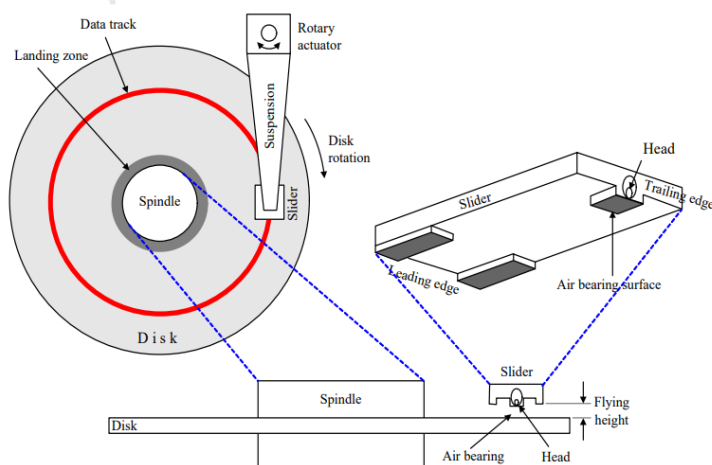 Data track
Landing zone
Rotary
actuator
Suspension
Disk
rotation
Spindle
Slider
D i s k
Head
Trailing edge
Slider
Leading edge
Air bearing surface
Slider
Spindle
Flying
height
Disk
Air bearing
Head